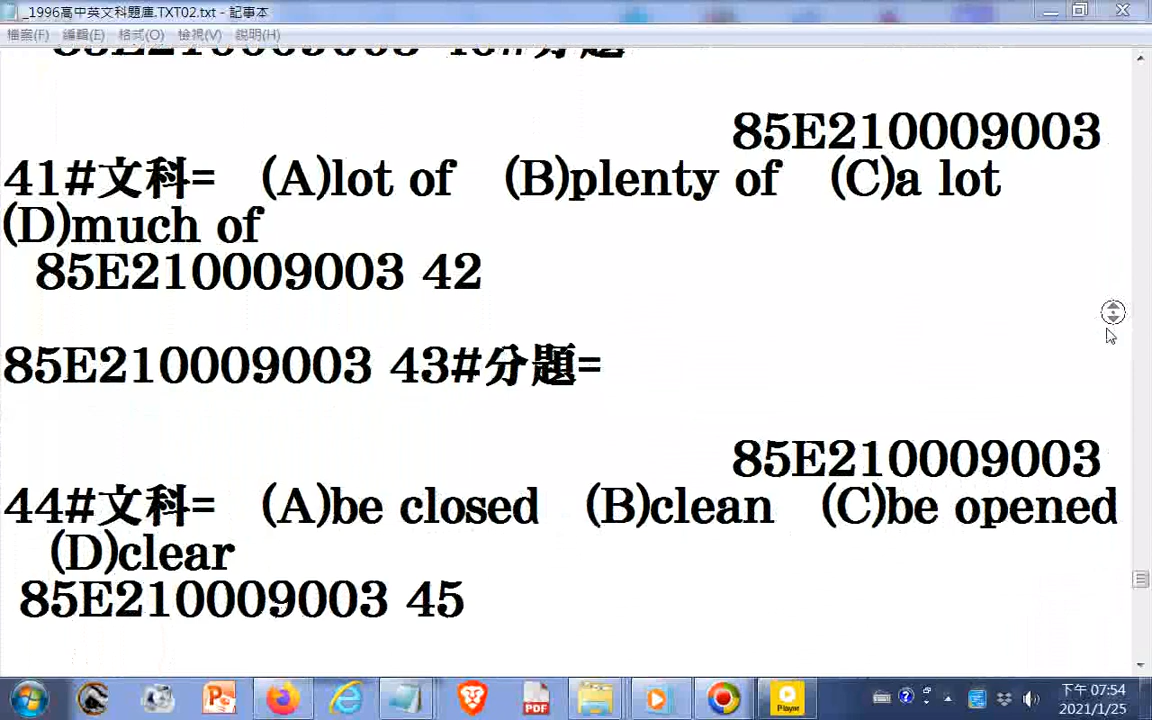 _1996高中英文科題庫.TXT02.txt - 記事本
檔案(F) 編輯(E) 格式(O) 檢視(V) 說明(H)
85E210009003
41#文科= (A)lot of (B)plenty of (C)a lot
(D)much of
85E210009003 42
85E210009003 43#分題=
85E210009003
44#文科= (A)be closed (B)clean (C)be opened
(D)clear
85E210009003 45
PDF
Player
下午 07:54
2021/1/25